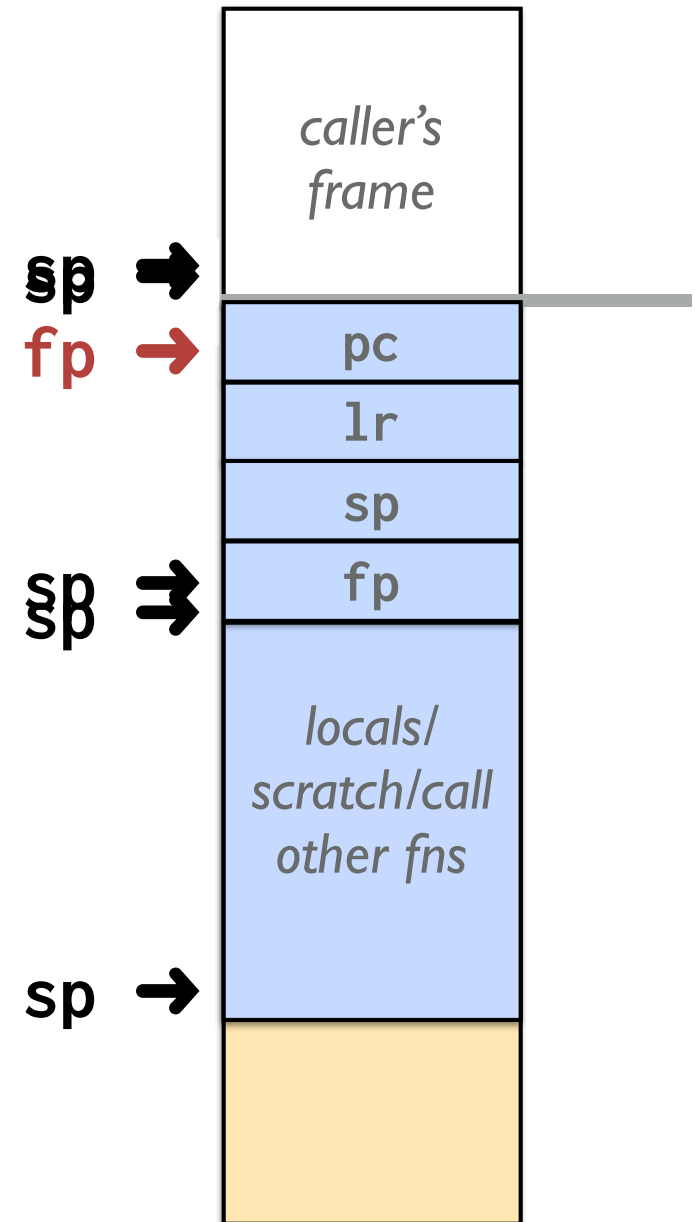 caller's
frame
sp
sp
fp
pc
lr
sp
sp
sp
fp
locals/
scratch/call
other fns
sp